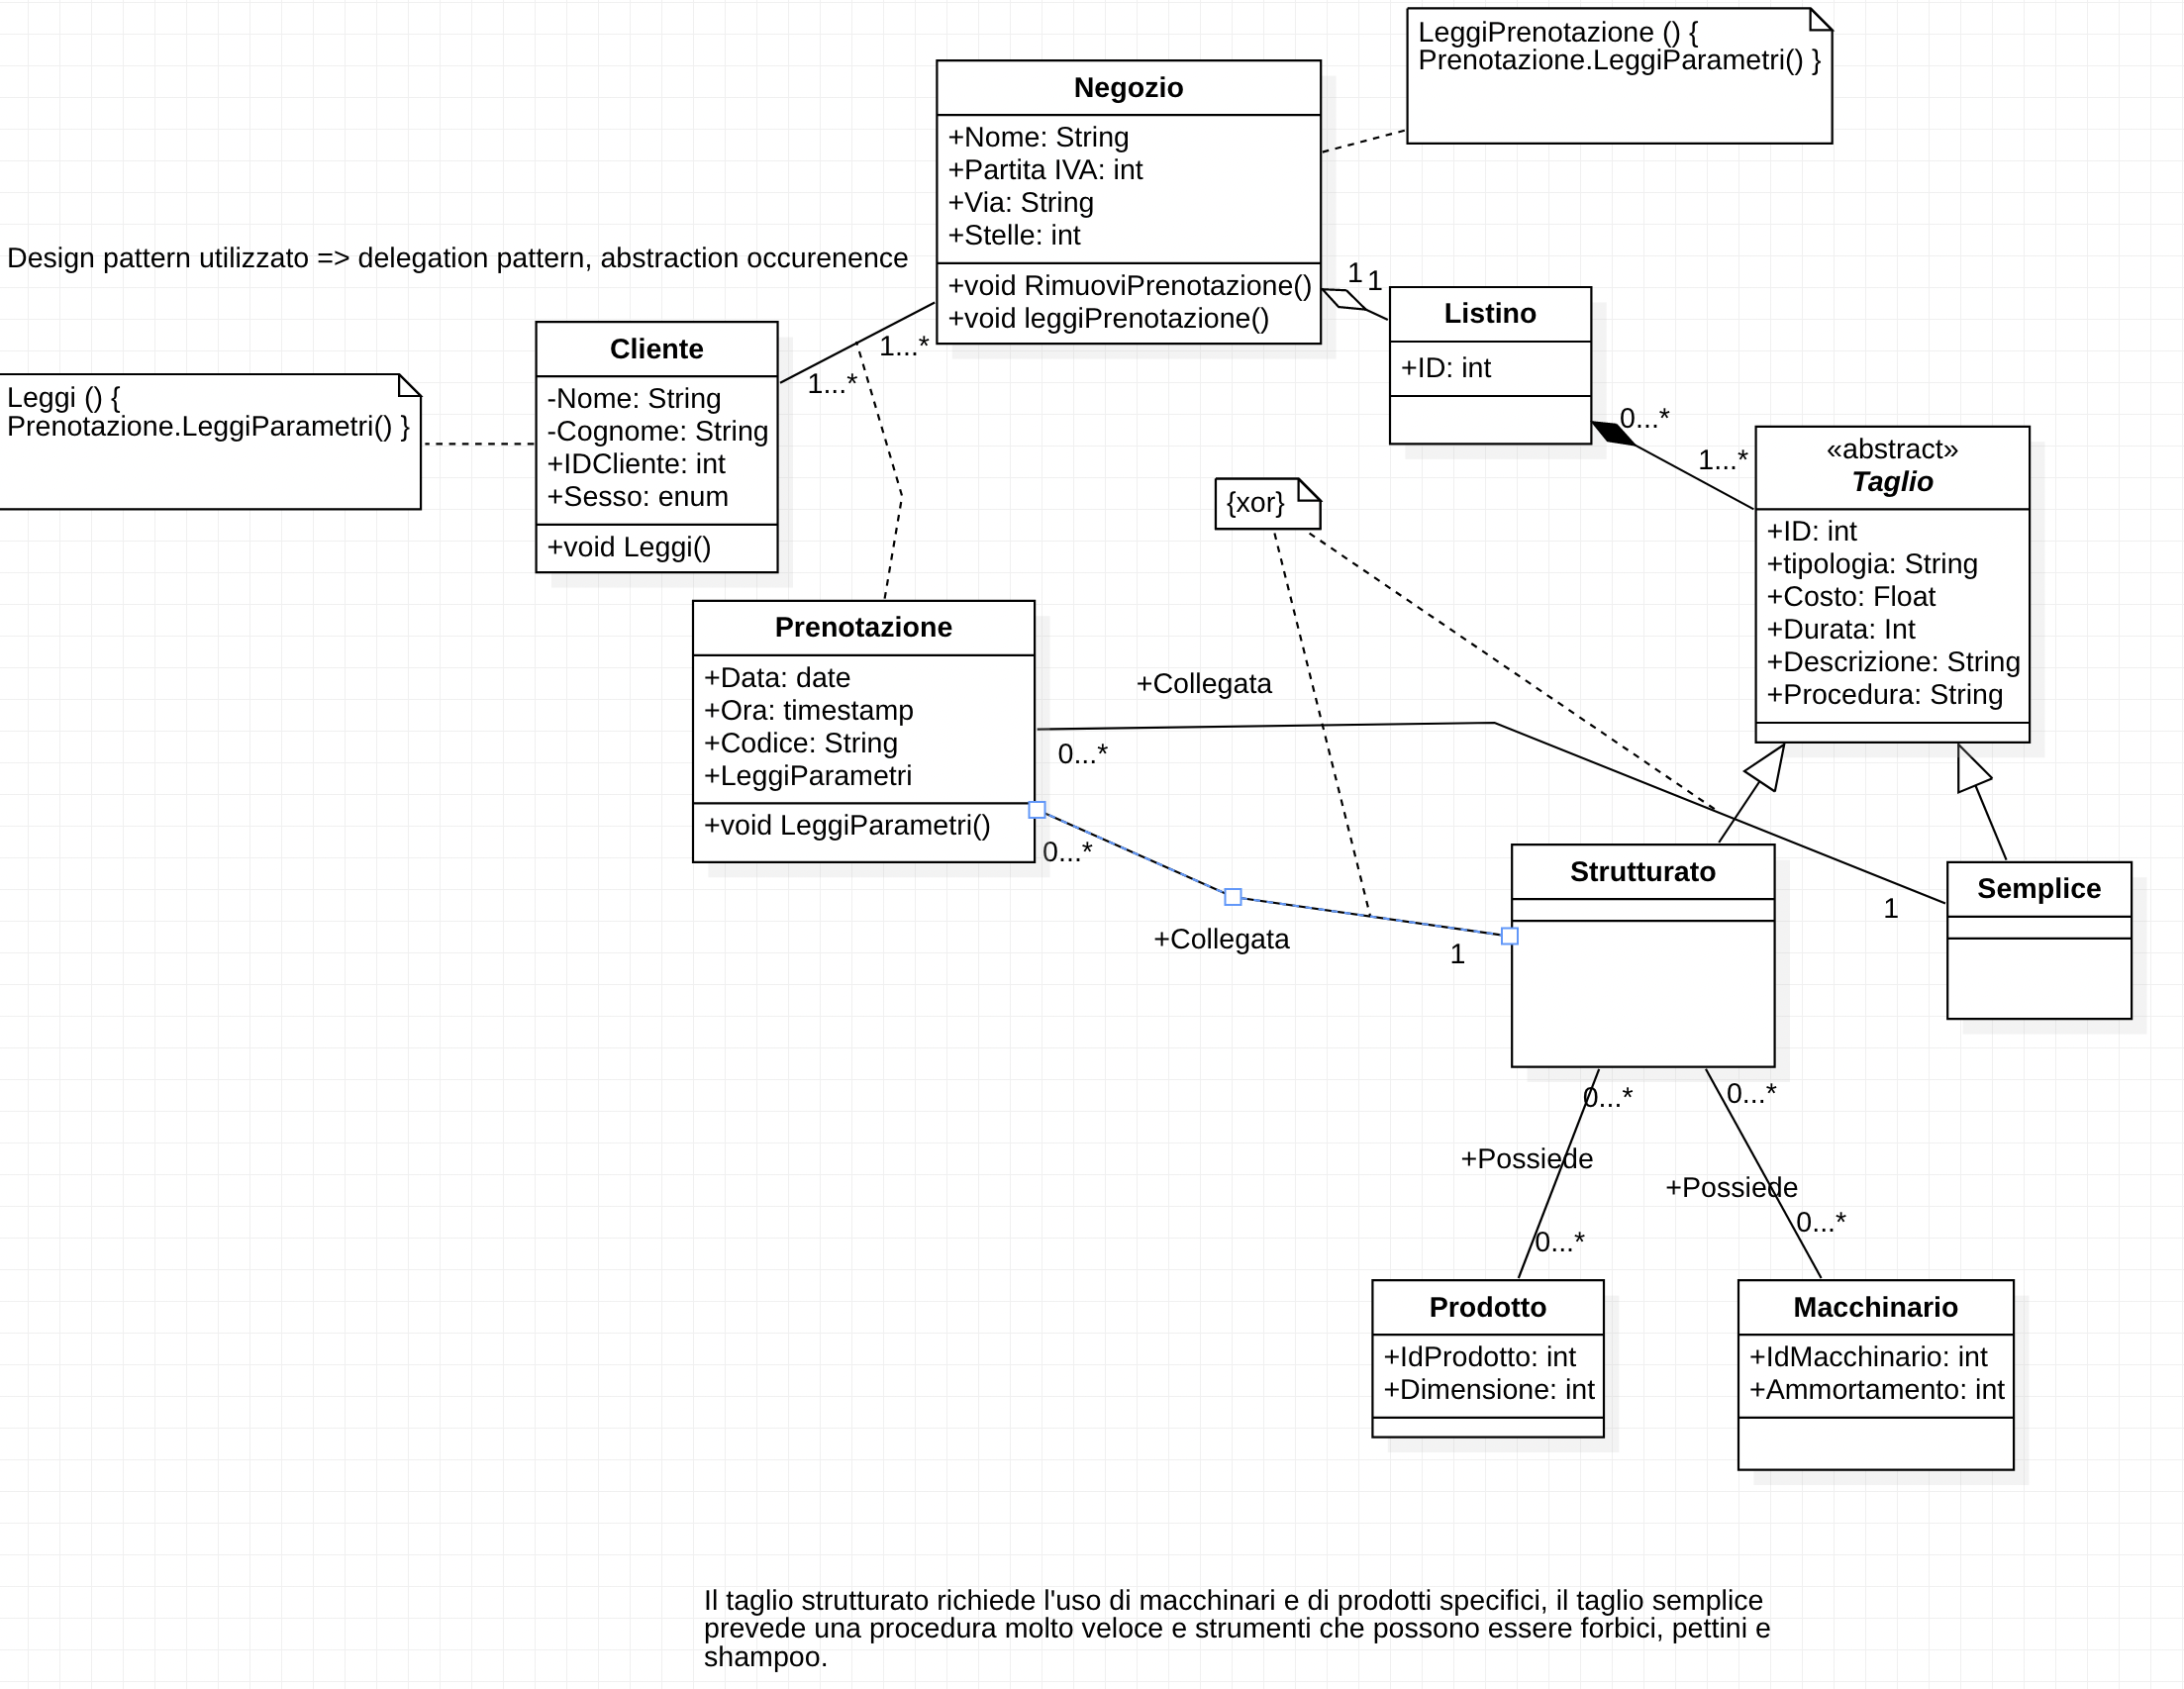 LeggiPrenotazione () {
Prenotazione.LeggiParametri() }
Negozio
+Nome: String
+Partita IVA: int
+Via: String
+Stelle: int
+void RimuoviPrenotazione()
+void leggiPrenotazione()
Design pattern utilizzato => delegation pattern, abstraction occurenence
1
1
Listino
+ID: int
Cliente
-Nome: String
-Cognome: String
+IDCliente: int
+Sesso: enum
+void Leggi()
1...*
1...*
Leggi () {
Prenotazione.LeggiParametri() }
0...*
1...*
«abstract»
Taglio
+ID: int
+tipologia: String
+Costo: Float
+Durata: Int
+Descrizione: String
+Procedura: String
{xor}
Prenotazione
+Data: date
+Ora: timestamp
+Codice: String
+LeggiParametri
+void LeggiParametri()
+Collegata
0...*
0...*
+Collegata
1
1
Strutturato
Semplice
0...*
0...*
+Possiede
+Possiede
0...*
0...*
Prodotto
+IdProdotto: int
+Dimensione: int
Macchinario
+IdMacchinario: int
+Ammortamento: int
Il taglio strutturato richiede l'uso di macchinari e di prodotti specifici, il taglio semplice
prevede una procedura molto veloce e strumenti che possono essere forbici, pettini e
shampoo.